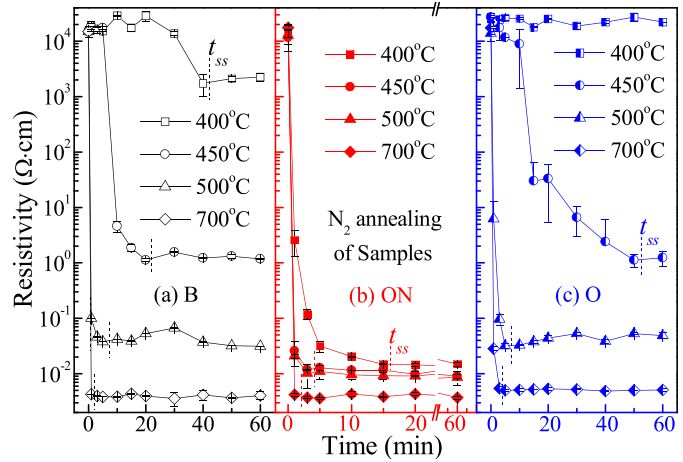 Resistivity (Ω·cm)
10⁴
10³
10²
10¹
10⁰
10⁻¹
10⁻²
t_ss
400°C
450°C
500°C
700°C
(a) B
0 20 40 60
400°C
450°C
500°C
700°C
N₂ annealing
of Samples
(b) ON
t_ss
0 10 20 60
400°C
450°C
500°C
700°C
t_ss
(c) O
0 20 40 60
Time (min)